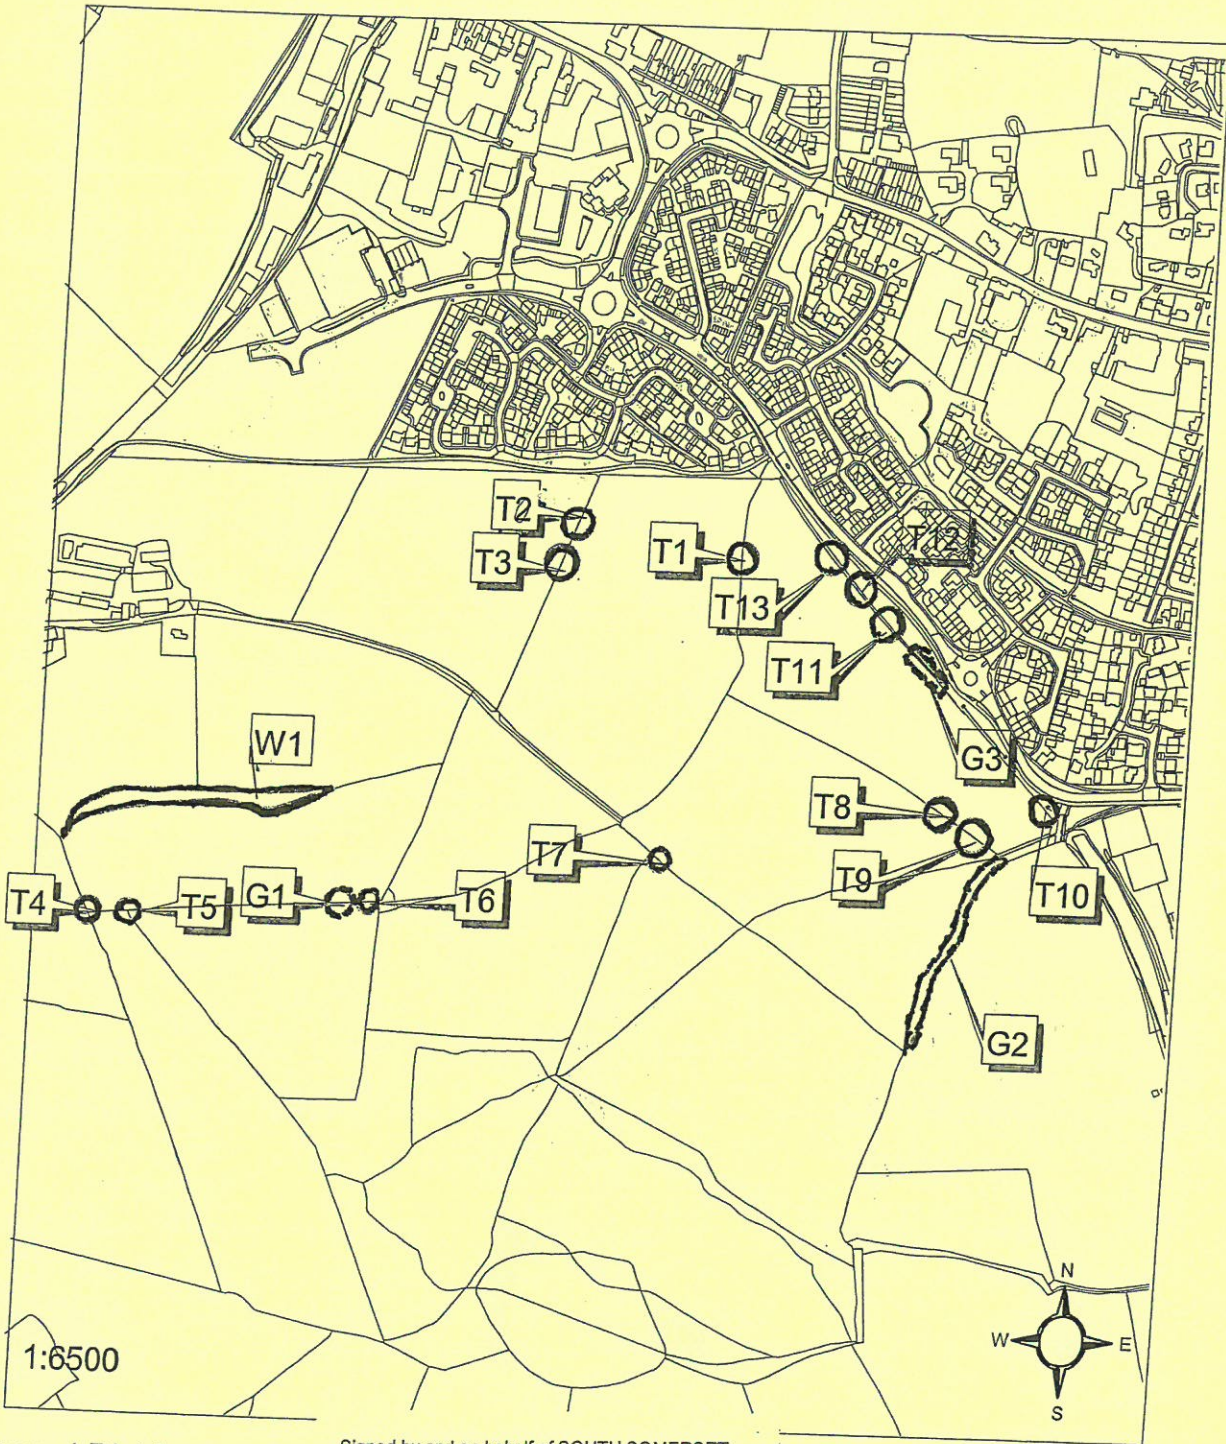 T2
T3
T1
T12
T13
T11
W1
G3
T8
T7
T9
T10
T4
T5
G1
T6
G2
N
W
E
S
1:6500
Signed by and on behalf of SOUTH SOMERSET